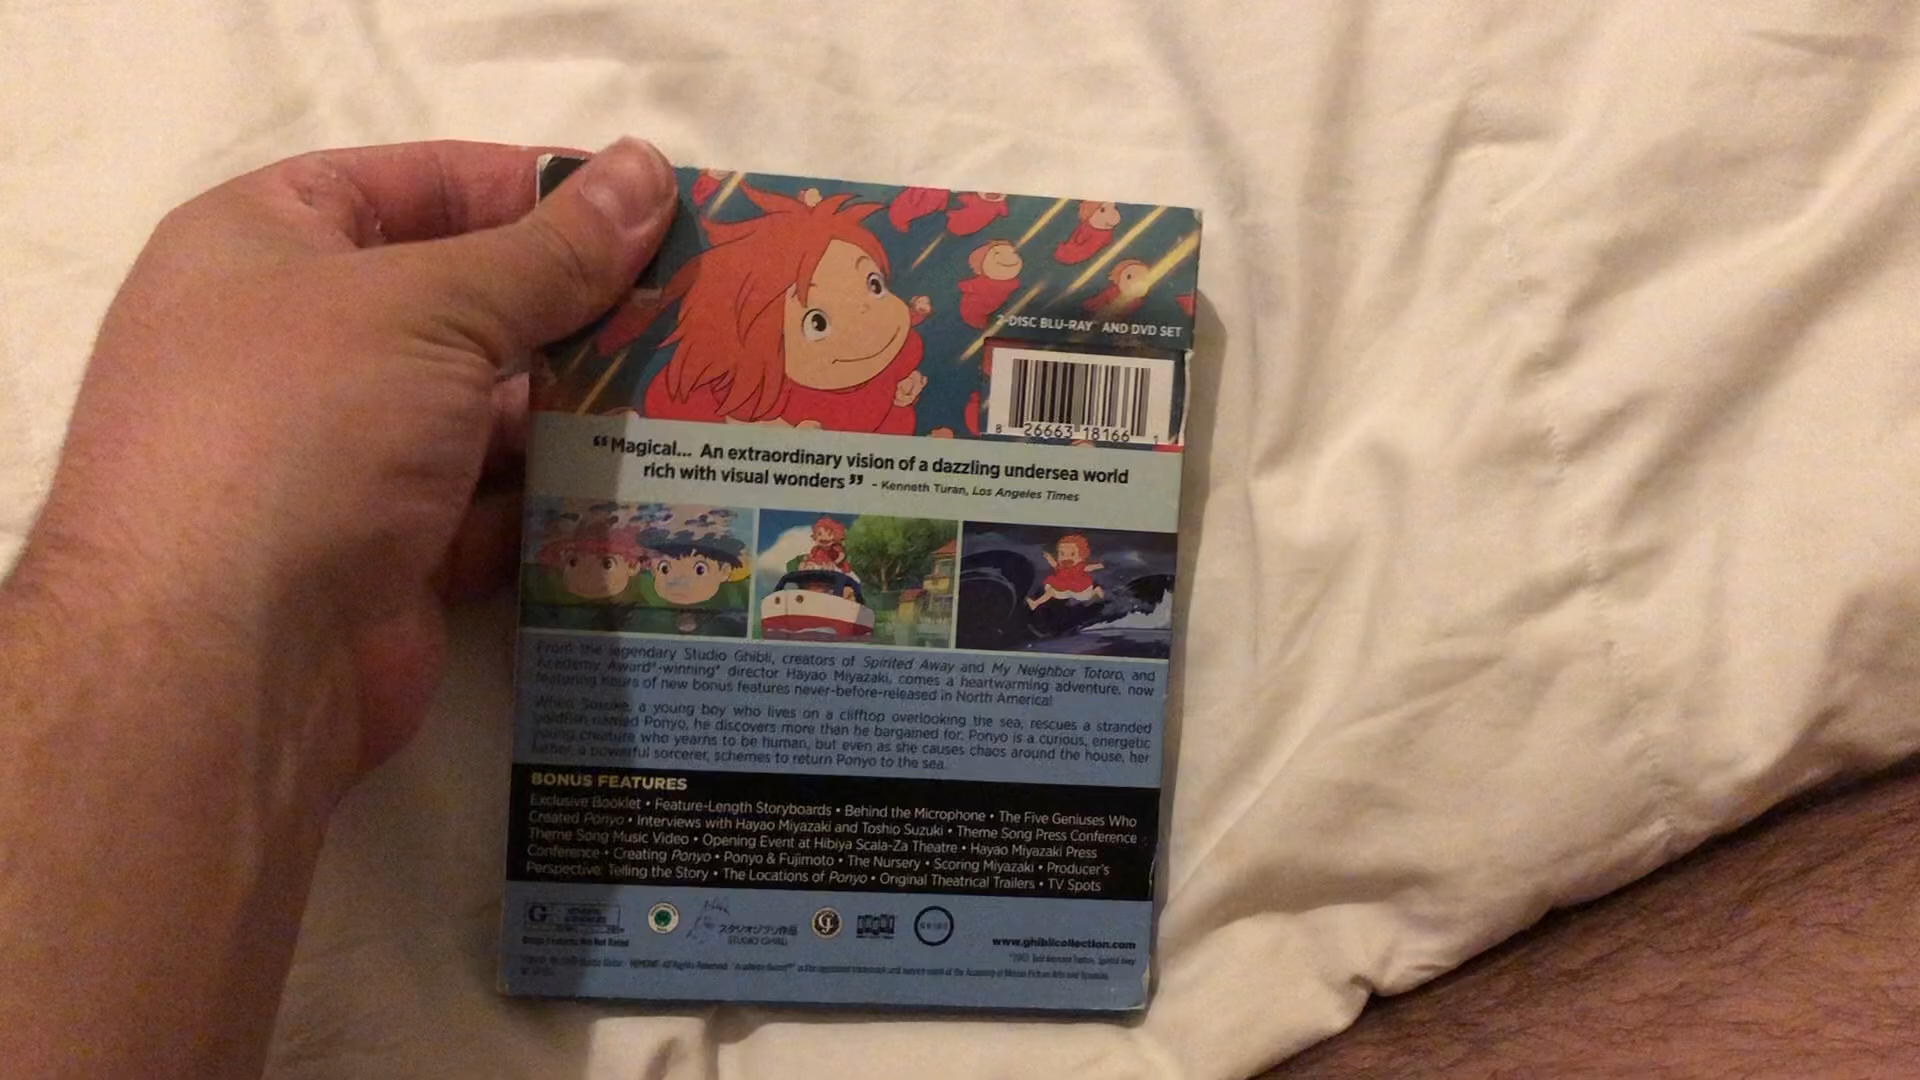 2-DISC BLU-RAY AND DVD SET
8 26663 18166 1
“Magical... An extraordinary vision of a dazzling undersea world
rich with visual wonders” - Kenneth Turan, Los Angeles Times
From the legendary Studio Ghibli, creators of Spirited Away and My Neighbor Totoro, and
Academy Award®-winning* director Hayao Miyazaki, comes a heartwarming adventure, now
featuring hours of new bonus features never-before-released in North America!
When Sosuke, a young boy who lives on a clifftop overlooking the sea, rescues a stranded
goldfish named Ponyo, he discovers more than he bargained for. Ponyo is a curious, energetic
young creature who yearns to be human, but even as she causes chaos around the house, her
father, a powerful sorcerer, schemes to return Ponyo to the sea.
BONUS FEATURES
Exclusive Booklet • Feature-Length Storyboards • Behind the Microphone • The Five Geniuses Who
Created Ponyo • Interviews with Hayao Miyazaki and Toshio Suzuki • Theme Song Press Conference
Theme Song Music Video • Opening Event at Hibiya Scala-Za Theatre • Hayao Miyazaki Press
Conference • Creating Ponyo • Ponyo & Fujimoto • The Nursery • Scoring Miyazaki • Producer's
Perspective: Telling the Story • The Locations of Ponyo • Original Theatrical Trailers • TV Spots
G
スタジオジブリ作品
STUDIO GHIBLI
www.ghiblicollection.com